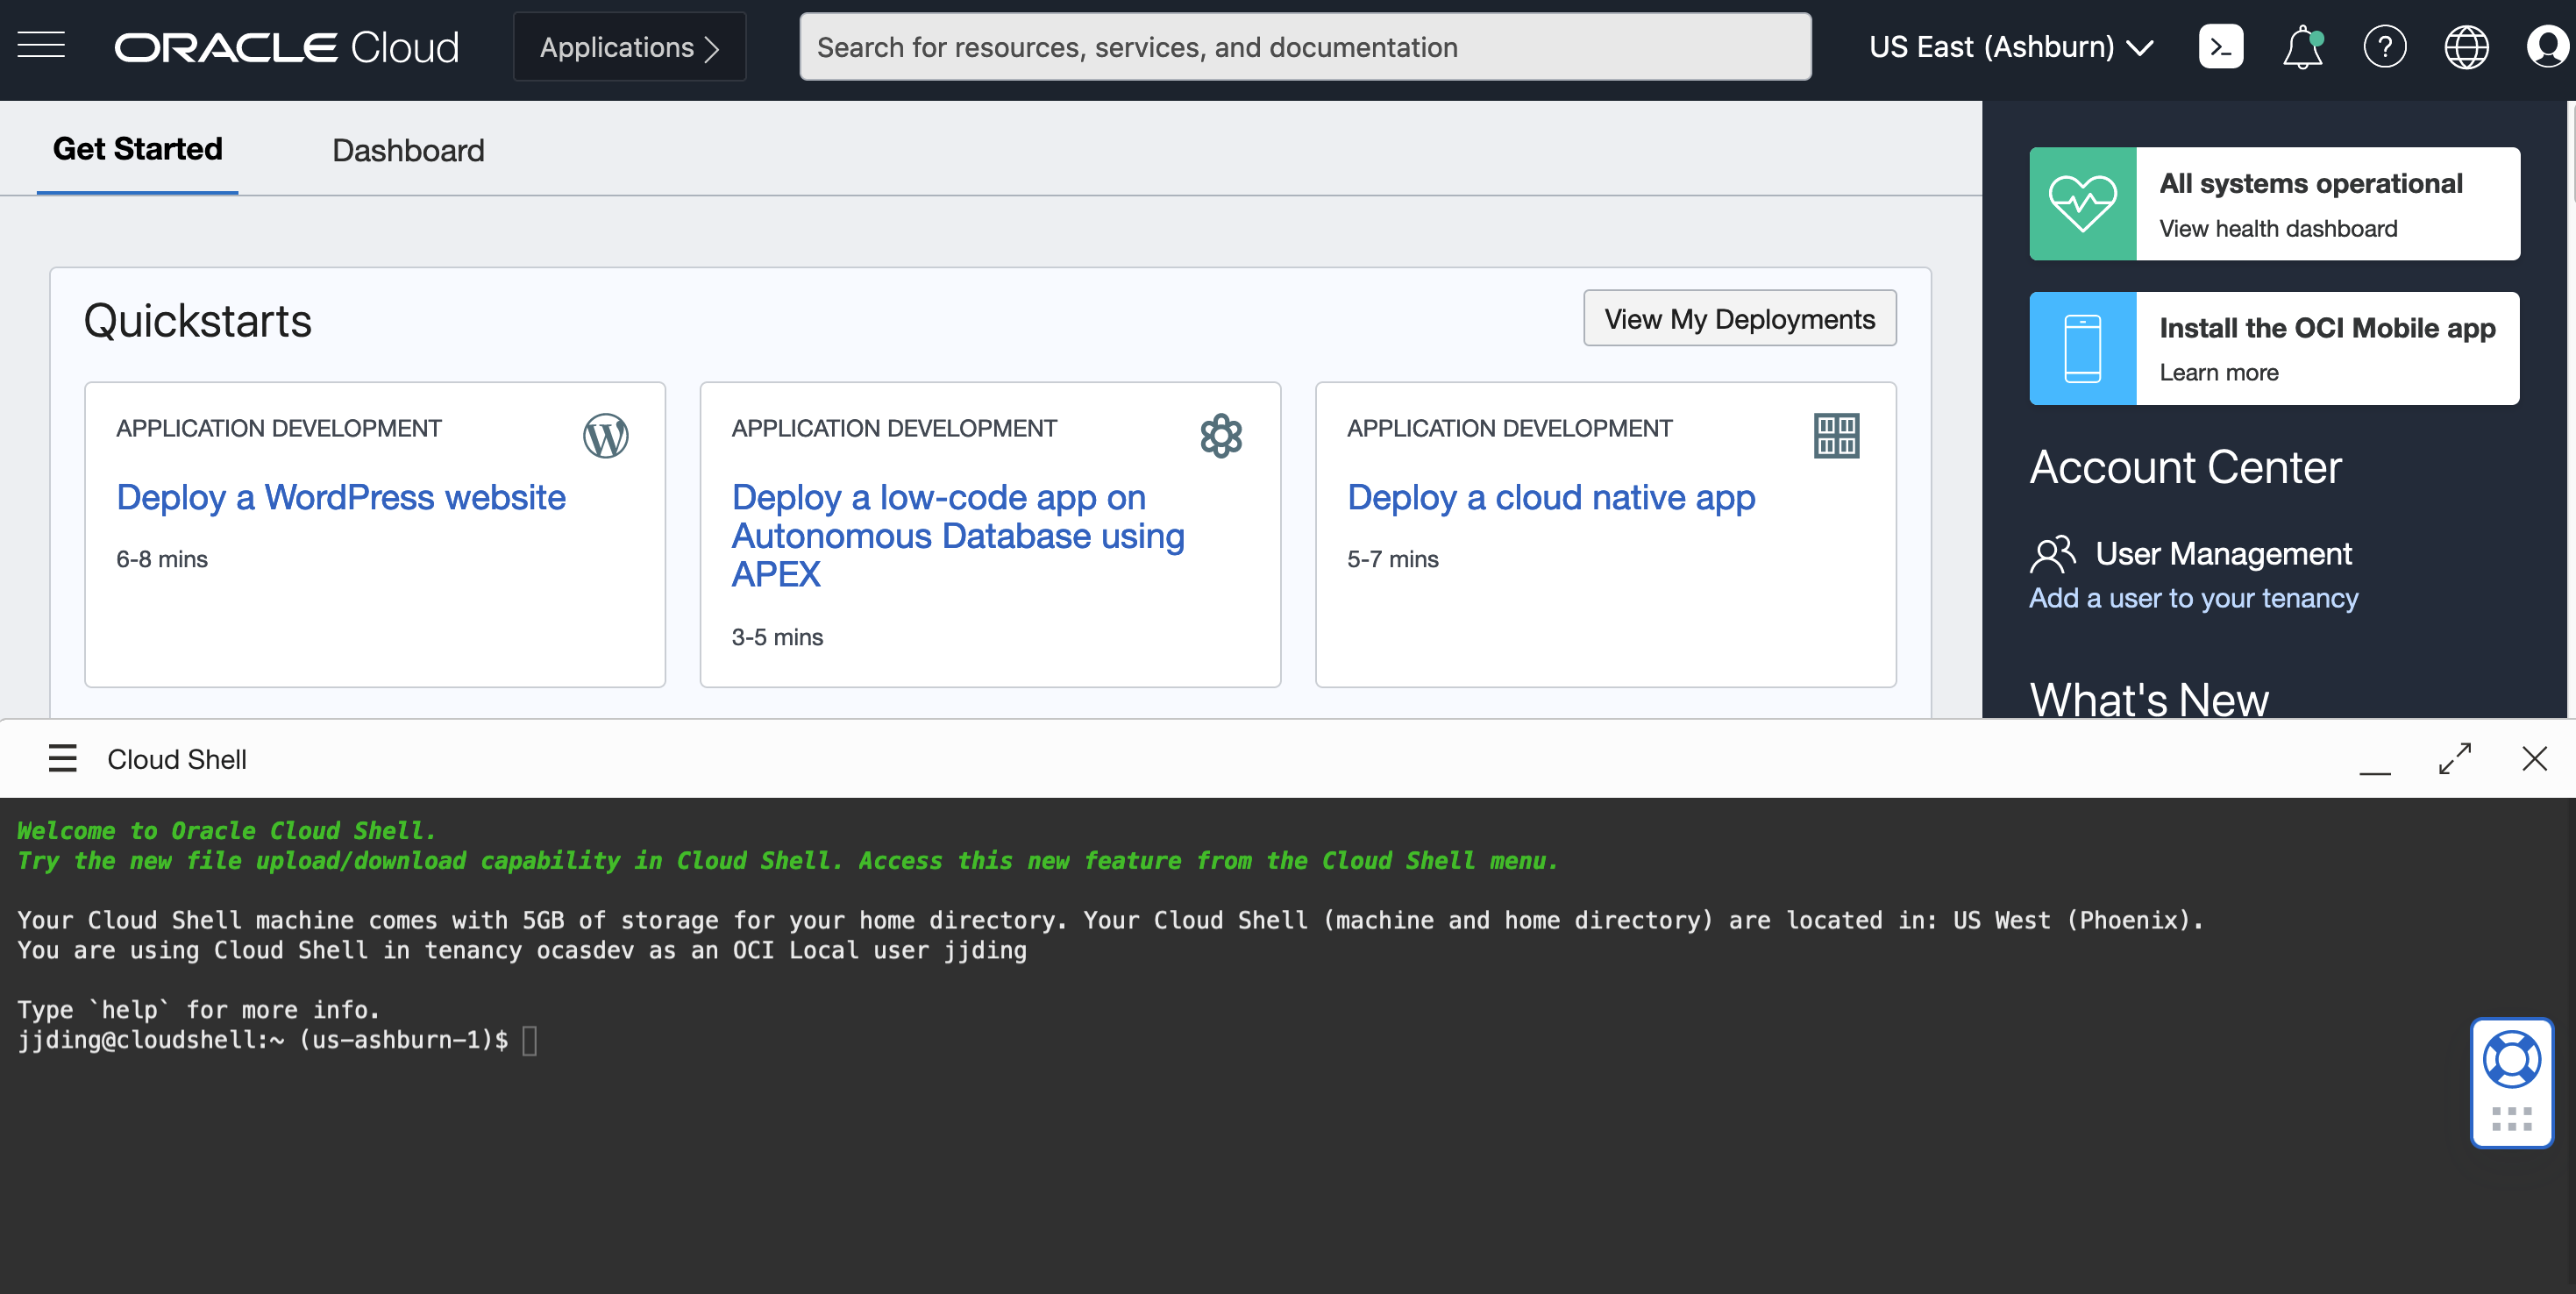 ORACLE Cloud
Applications
Search for resources, services, and documentation
US East (Ashburn)
Get Started
Dashboard
Quickstarts
View My Deployments
APPLICATION DEVELOPMENT
Deploy a WordPress website
6-8 mins
APPLICATION DEVELOPMENT
Deploy a low-code app on
Autonomous Database using
APEX
3-5 mins
APPLICATION DEVELOPMENT
Deploy a cloud native app
5-7 mins
All systems operational
View health dashboard
Install the OCI Mobile app
Learn more
Account Center
User Management
Add a user to your tenancy
What's New
Cloud Shell
Welcome to Oracle Cloud Shell.
Try the new file upload/download capability in Cloud Shell. Access this new feature from the Cloud Shell menu.
Your Cloud Shell machine comes with 5GB of storage for your home directory. Your Cloud Shell (machine and home directory) are located in: US West (Phoenix).
You are using Cloud Shell in tenancy ocasdev as an OCI Local user jjding
Type `help` for more info.
jjding@cloudshell:~ (us-ashburn-1)$